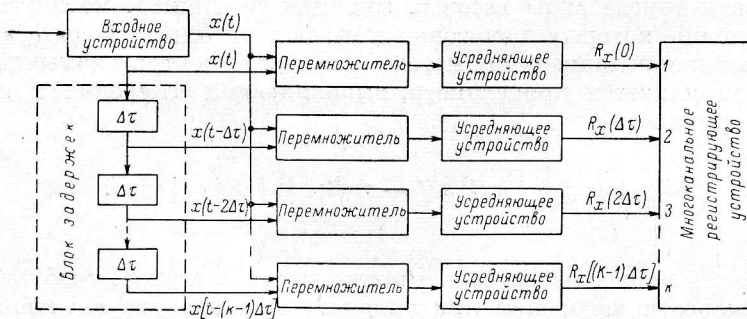 Входное
устройство
x(t)
x(t)
Перемножитель
Усредняющее
устройство
R_x(0)
1
Блок задержек
Δτ
x(t-Δτ)
Перемножитель
Усредняющее
устройство
R_x(Δτ)
2
Δτ
x(t-2Δτ)
Перемножитель
Усредняющее
устройство
R_x(2Δτ)
3
Δτ
x[t-(к-1)Δτ]
Перемножитель
Усредняющее
устройство
R_x[(к-1)Δτ]
к
Многоканальное
регистрирующее
устройство